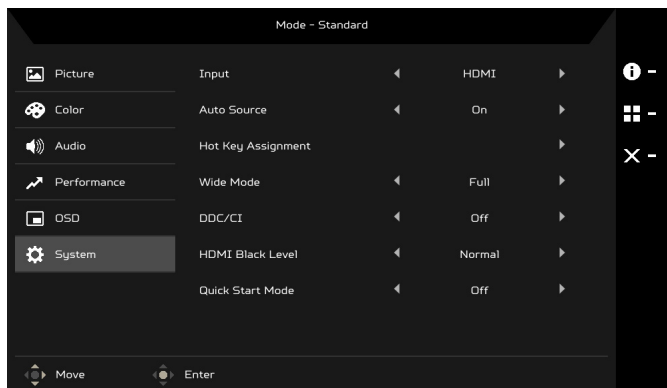 Mode - Standard
Picture
Input HDMI
Color
Auto Source On
Audio
Hot Key Assignment
Performance
Wide Mode Full
OSD
DDC/CI Off
System
HDMI Black Level Normal
Quick Start Mode Off
Move Enter